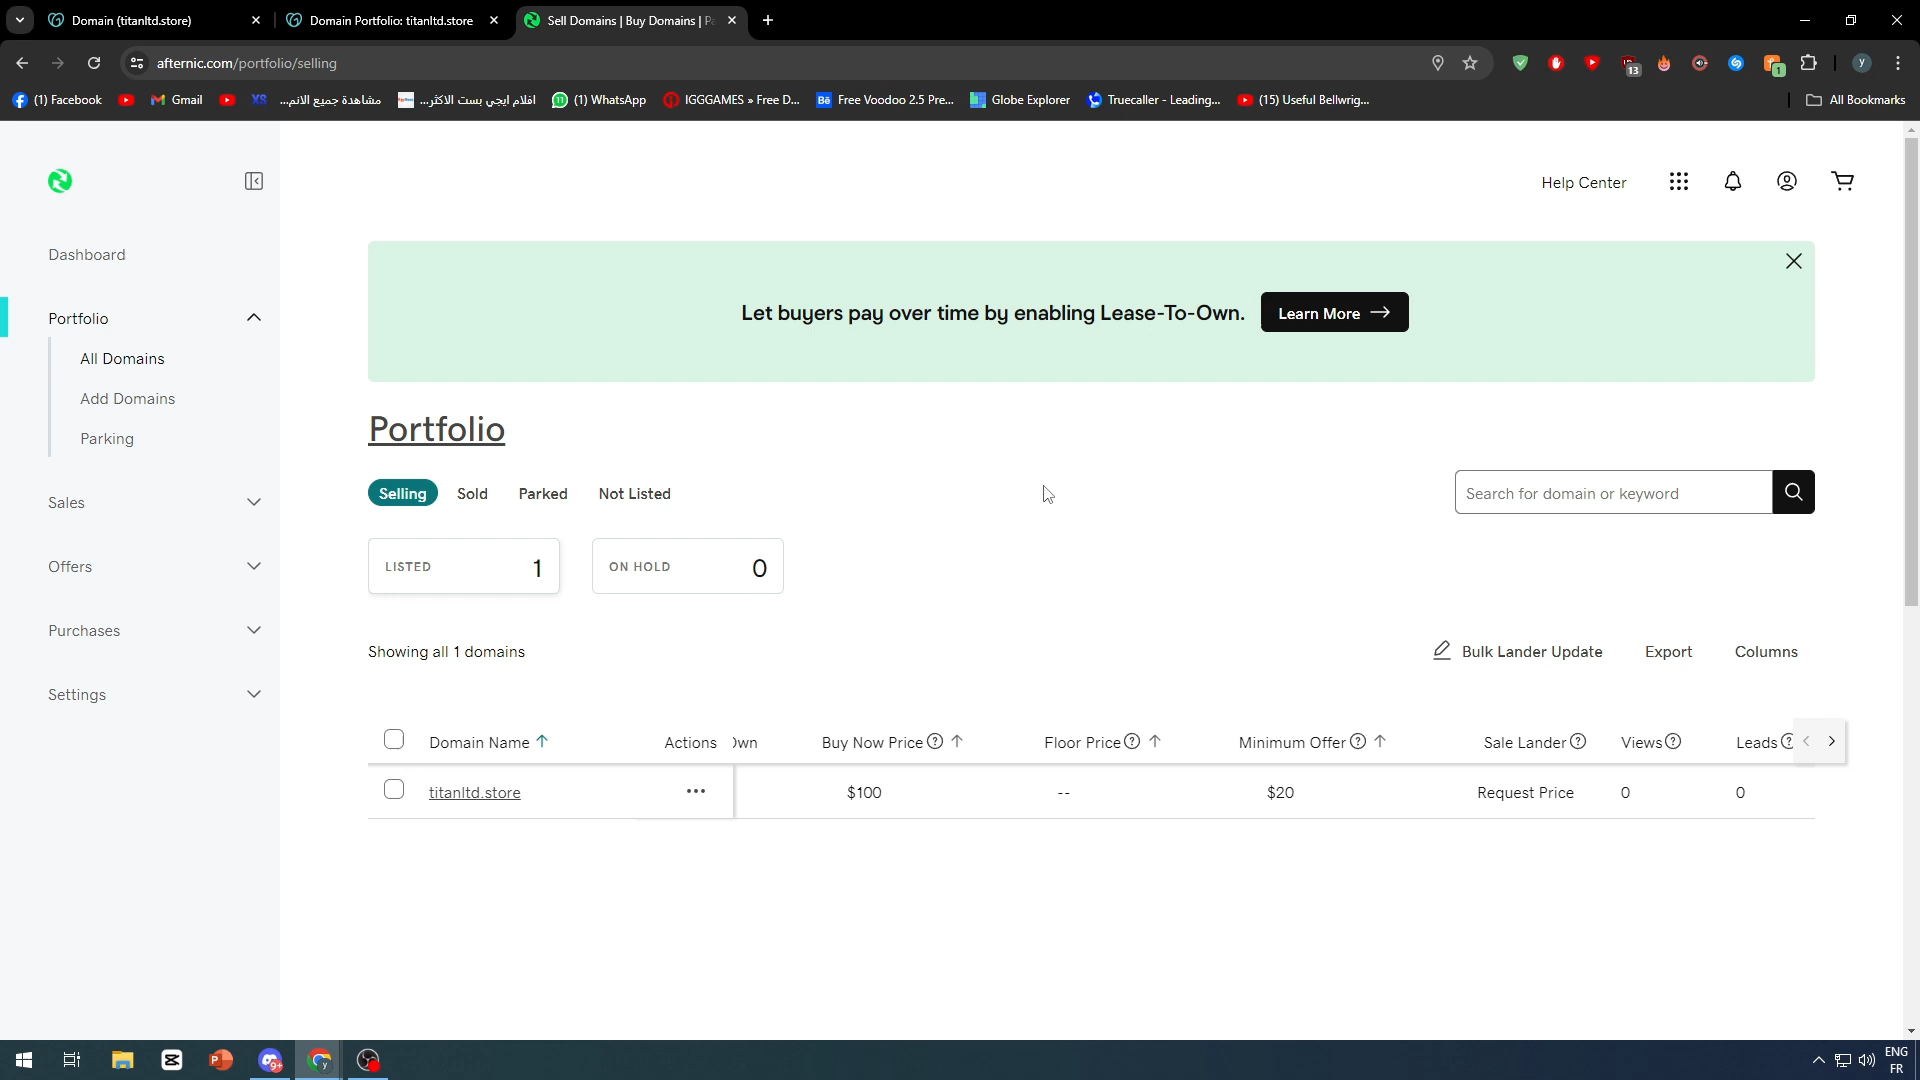 Domain (titanltd.store)
Domain Portfolio: titanltd.store
Sell Domains | Buy Domains | Pa
afternic.com/portfolio/selling
13
1
y
(1) Facebook
Gmail
XS
مشاهدة جميع الانم...
افلام ايجي بست الاكثر...
(1) WhatsApp
IGGGAMES » Free D...
Bē
Free Voodoo 2.5 Pre...
Globe Explorer
Truecaller - Leading...
(15) Useful Bellwrig...
All Bookmarks
Help Center
Dashboard
Let buyers pay over time by enabling Lease-To-Own.
Learn More
Portfolio
All Domains
Add Domains
Parking
Portfolio
Selling
Sold
Parked
Not Listed
Search for domain or keyword
Sales
LISTED
1
ON HOLD
0
Offers
Purchases
Showing all 1 domains
Bulk Lander Update
Export
Columns
Settings
Domain Name
Actions
Own
Buy Now Price
Floor Price
Minimum Offer
Sale Lander
Views
Leads
titanltd.store
$100
--
$20
Request Price
0
0
9+
ENG
FR